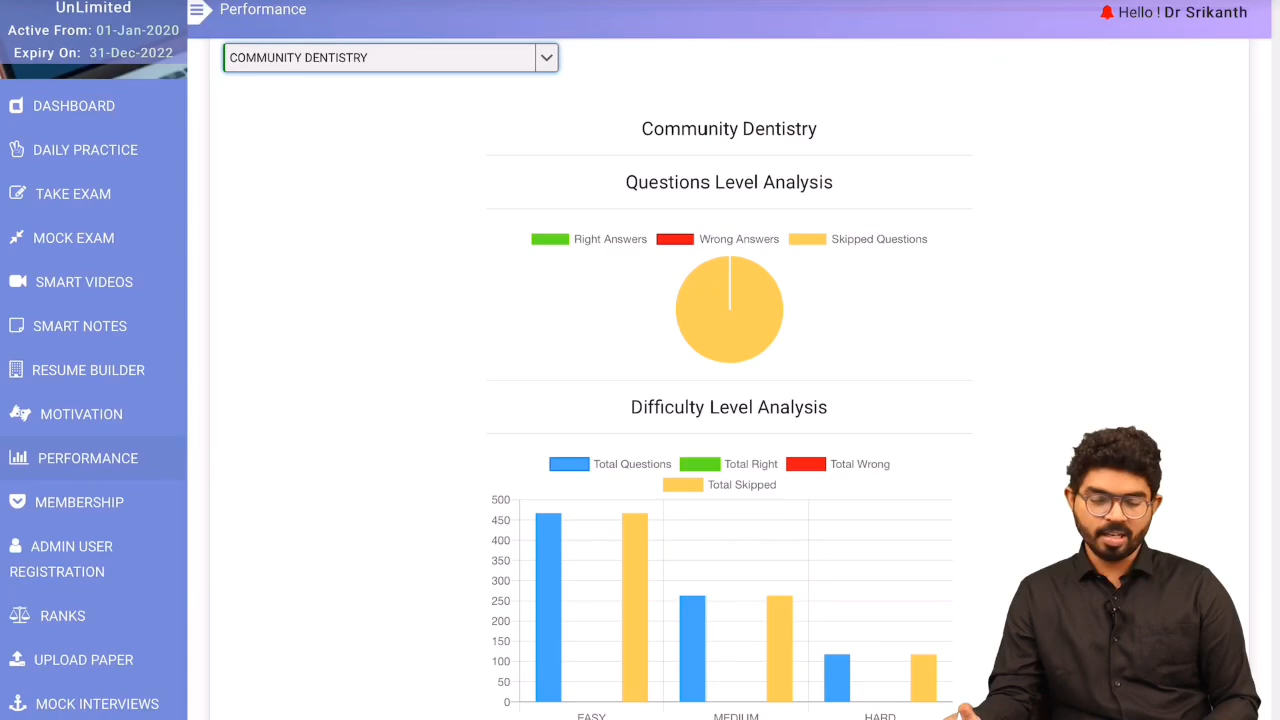 UnLimited
Active From: 01-Jan-2020
Expiry On: 31-Dec-2022
DASHBOARD
DAILY PRACTICE
TAKE EXAM
MOCK EXAM
SMART VIDEOS
SMART NOTES
RESUME BUILDER
MOTIVATION
PERFORMANCE
MEMBERSHIP
ADMIN USER
REGISTRATION
RANKS
UPLOAD PAPER
MOCK INTERVIEWS
Performance
Hello ! Dr Srikanth
COMMUNITY DENTISTRY
Community Dentistry
Questions Level Analysis
Right Answers Wrong Answers Skipped Questions
Difficulty Level Analysis
Total Questions Total Right Total Wrong
Total Skipped
500
450
400
350
300
250
200
150
100
50
0
EASY MEDIUM HARD